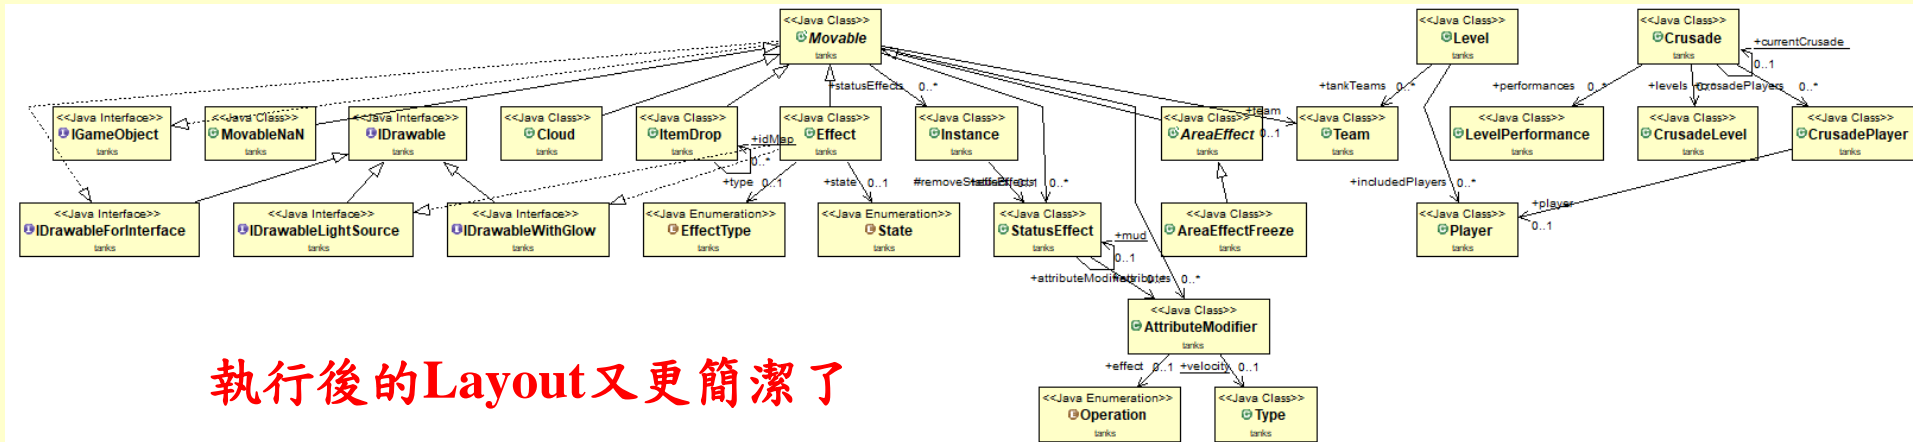 <<Java Class>>
Movable
tanks
<<Java Class>>
Level
tanks
<<Java Class>>
Crusade
tanks
+currentCrusade
0..1
+statusEffects 0..*
+tankTeams 0..*
+performances 0..*
+levels
+crusadePlayers 0..*
<<Java Interface>>
IGameObject
tanks
<<Java Class>>
MovableNaN
tanks
<<Java Interface>>
IDrawable
tanks
<<Java Class>>
Cloud
tanks
<<Java Class>>
ItemDrop
tanks
+idMap
0..*
<<Java Class>>
Effect
tanks
<<Java Class>>
Instance
tanks
<<Java Class>>
AreaEffect
tanks
+team
0..1
<<Java Class>>
Team
tanks
<<Java Class>>
LevelPerformance
tanks
<<Java Class>>
CrusadeLevel
tanks
<<Java Class>>
CrusadePlayer
tanks
+type 0..1
+state 0..1
0..*
+includedPlayers 0..*
+player
0..1
<<Java Interface>>
IDrawableForInterface
tanks
<<Java Interface>>
IDrawableLightSource
tanks
<<Java Interface>>
IDrawableWithGlow
tanks
<<Java Enumeration>>
EffectType
tanks
<<Java Enumeration>>
State
tanks
<<Java Class>>
StatusEffect
tanks
+mud
0..1
<<Java Class>>
AreaEffectFreeze
tanks
<<Java Class>>
Player
tanks
+attributeModifiers 0..*
+attributes 0..*
<<Java Class>>
AttributeModifier
tanks
+effect 0..1
+velocity 0..1
<<Java Enumeration>>
Operation
tanks
<<Java Class>>
Type
tanks
執行後的Layout又更簡潔了